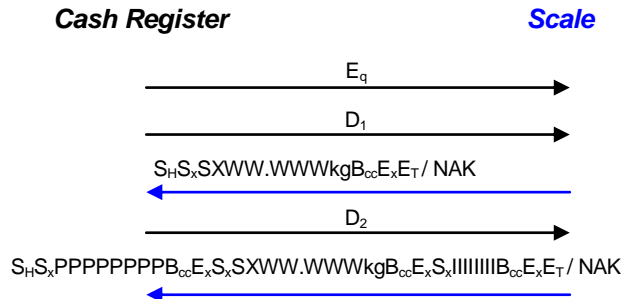 Cash Register Scale
Eq
D1
SHSxSXWW.WWWkgBccExET/ NAK
D2
SHSxPPPPPPPPBccExSxSXWW.WWWkgBccExSxIIIIIIIIBccExET/ NAK